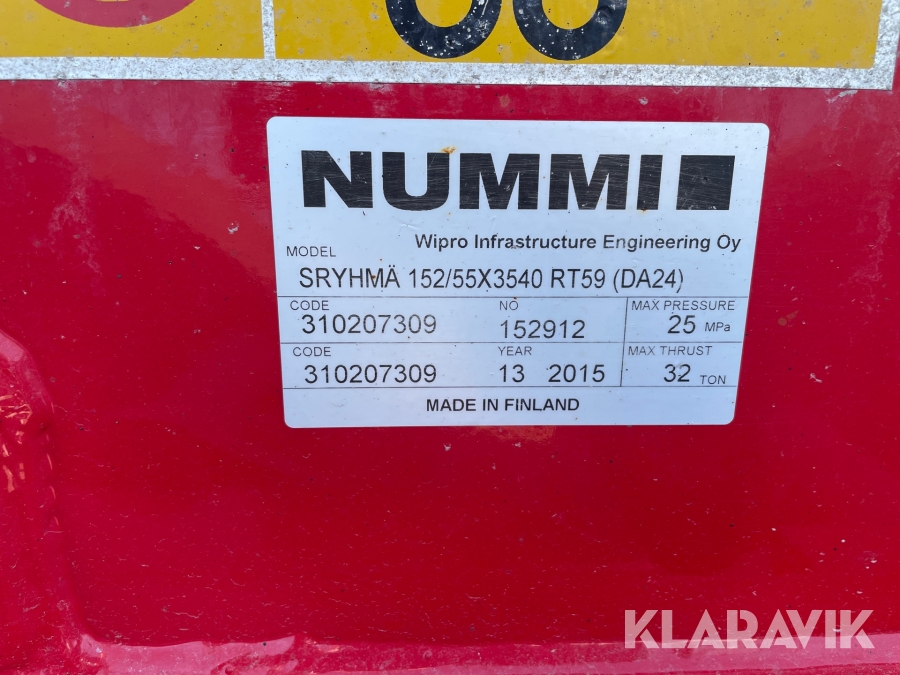 NUMMI
Wipro Infrastructure Engineering Oy
MODEL
SRYHMÄ 152/55X3540 RT59 (DA24)
CODE NO MAX PRESSURE
310207309 152912 25 MPa
CODE YEAR MAX THRUST
310207309 13 2015 32 TON
MADE IN FINLAND
KLARAVIK